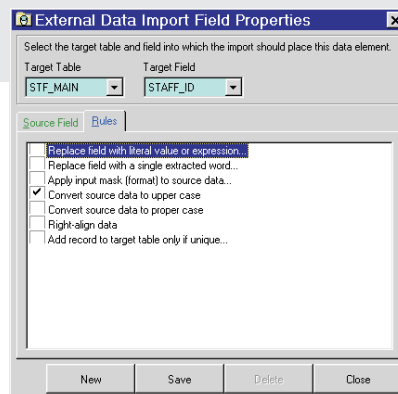 External Data Import Field Properties
Select the target table and field into which the import should place this data element.
Target Table Target Field
STF_MAIN STAFF_ID
Source Field Rules
Replace field with literal value or expression...
Replace field with a single extracted word...
Apply input mask (format) to source data...
Convert source data to upper case
Convert source data to proper case
Right-align data
Add record to target table only if unique...
New Save Delete Close